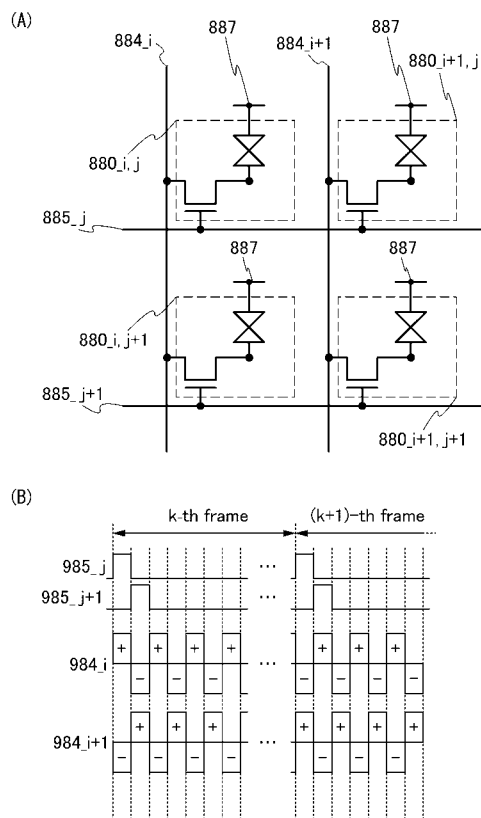 (A)
884_i
887
884_i+1
887
880_i+1, j
880_i, j
885_j
887
887
880_i, j+1
885_j+1
880_i+1, j+1
(B)
k-th frame
(k+1)-th frame
985_j
...
985_j+1
...
+ + + + ... + + +
984_i
− − − − − − −
+ + + ... + + + +
984_i+1
− − − − ... − − −